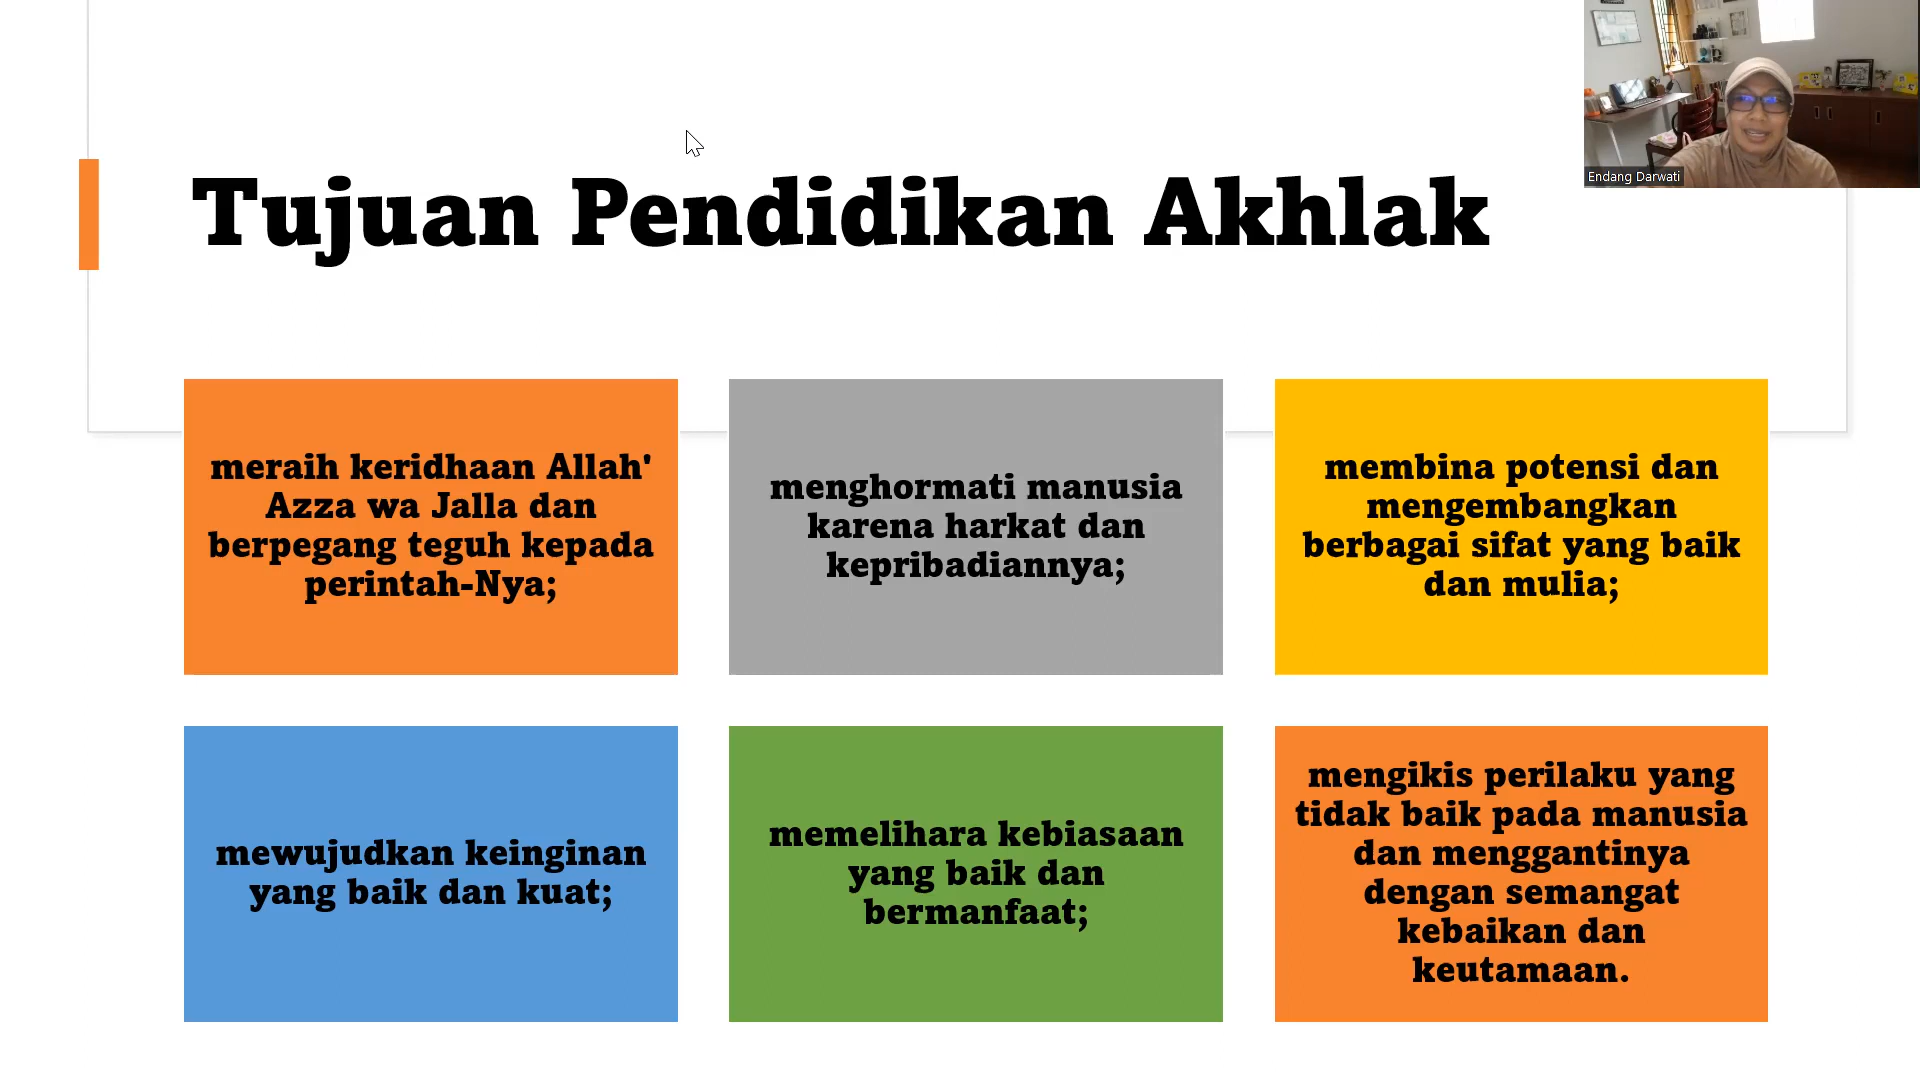 Endang Darwati
Tujuan Pendidikan Akhlak
meraih keridhaan Allah'
Azza wa Jalla dan
berpegang teguh kepada
perintah-Nya;
menghormati manusia
karena harkat dan
kepribadiannya;
membina potensi dan
mengembangkan
berbagai sifat yang baik
dan mulia;
mewujudkan keinginan
yang baik dan kuat;
memelihara kebiasaan
yang baik dan
bermanfaat;
mengikis perilaku yang
tidak baik pada manusia
dan menggantinya
dengan semangat
kebaikan dan
keutamaan.